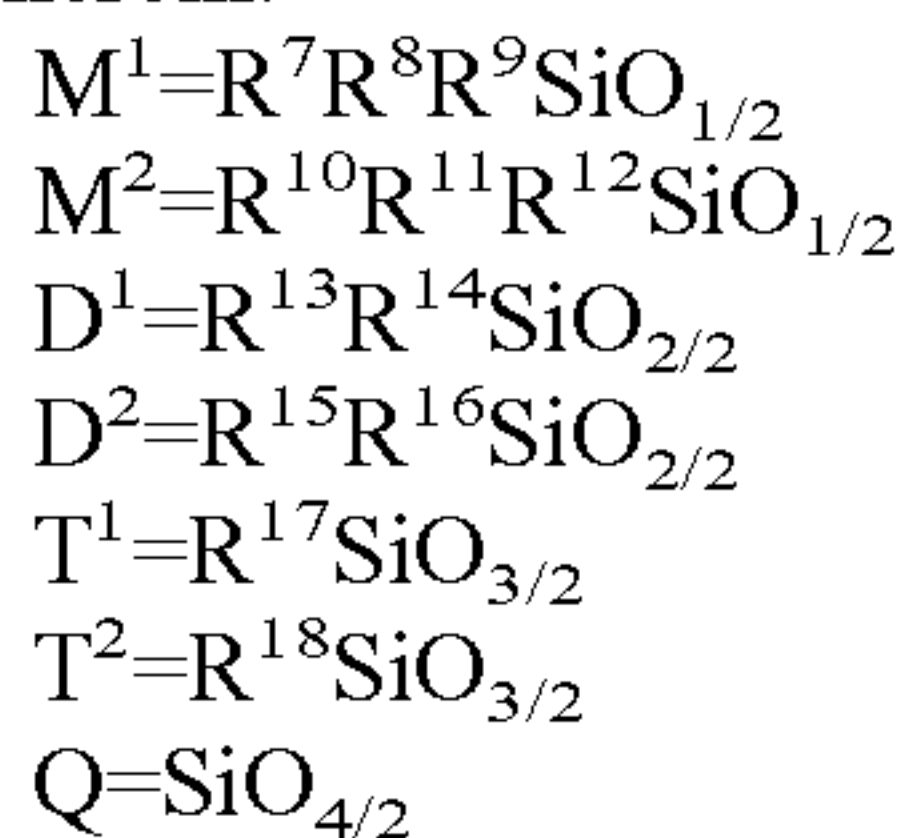 M¹=R⁷R⁸R⁹SiO₁/₂
M²=R¹⁰R¹¹R¹²SiO₁/₂
D¹=R¹³R¹⁴SiO₂/₂
D²=R¹⁵R¹⁶SiO₂/₂
T¹=R¹⁷SiO₃/₂
T²=R¹⁸SiO₃/₂
Q=SiO₄/₂